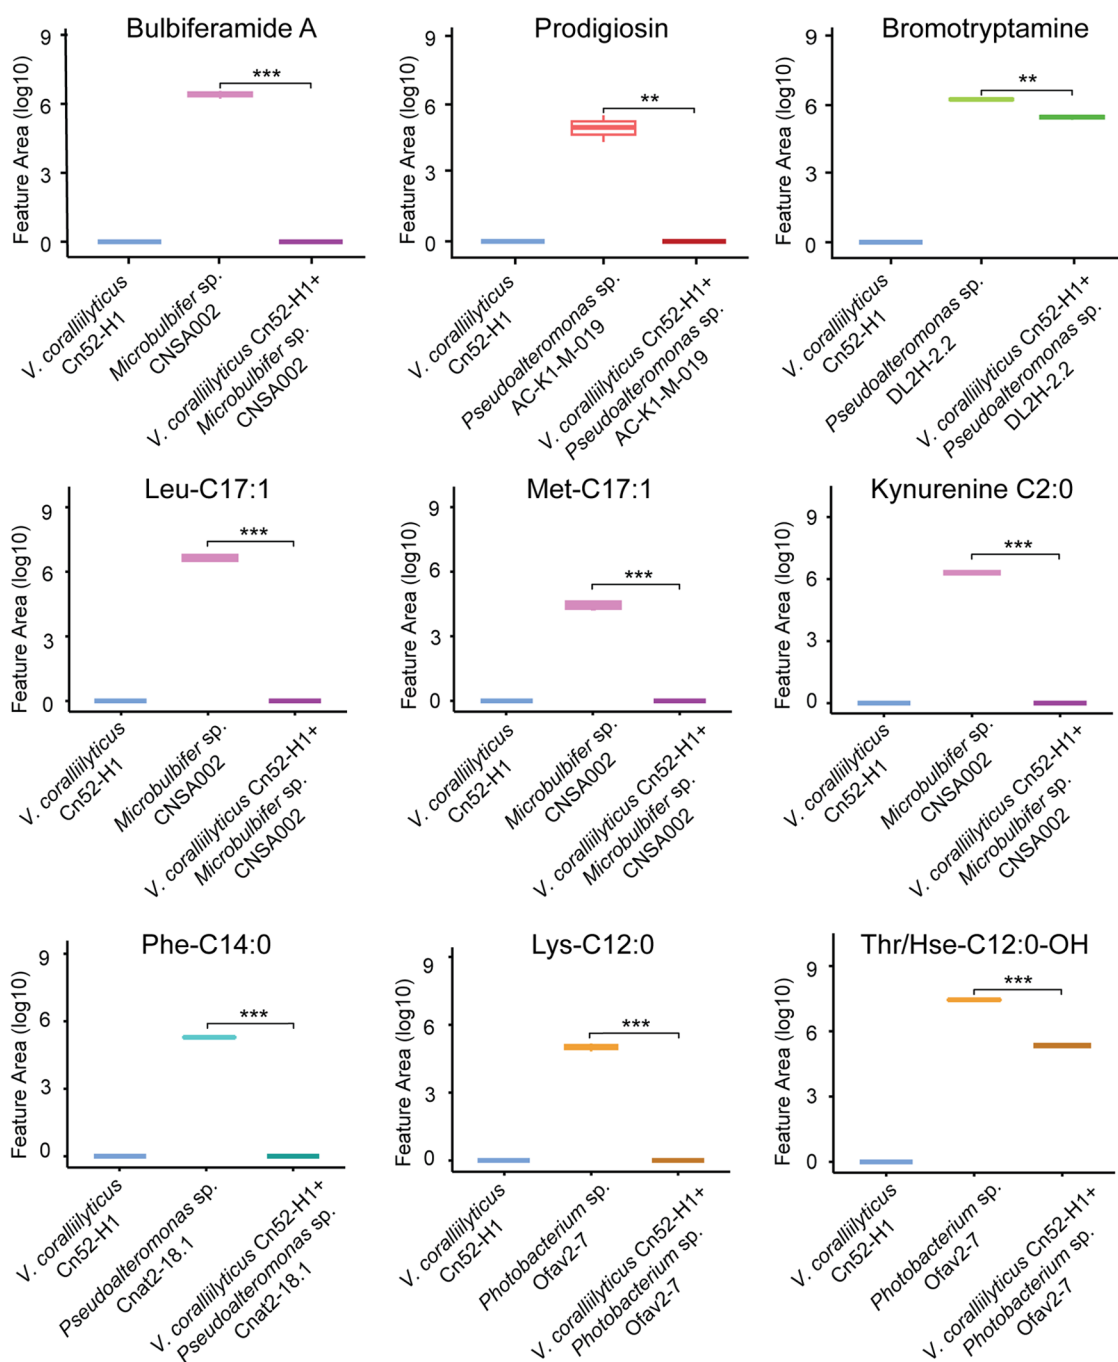 Bulbiferamide A
Feature Area (log10)
9
6
3
0
***
V. coralliilyticus
Cn52-H1
Microbulbifer sp.
CNSA002
V. coralliilyticus Cn52-H1+
Microbulbifer sp.
CNSA002
Prodigiosin
Feature Area (log10)
9
6
3
0
**
V. coralliilyticus
Cn52-H1
Pseudoalteromonas sp.
AC-K1-M-019
V. coralliilyticus Cn52-H1+
Pseudoalteromonas sp.
AC-K1-M-019
Bromotryptamine
Feature Area (log10)
9
6
3
0
**
V. coralliilyticus
Cn52-H1
Pseudoalteromonas sp.
DL2H-2.2
V. coralliilyticus Cn52-H1+
Pseudoalteromonas sp.
DL2H-2.2
Leu-C17:1
Feature Area (log10)
9
6
3
0
***
V. coralliilyticus
Cn52-H1
Microbulbifer sp.
CNSA002
V. coralliilyticus Cn52-H1+
Microbulbifer sp.
CNSA002
Met-C17:1
Feature Area (log10)
9
6
3
0
***
V. coralliilyticus
Cn52-H1
Microbulbifer sp.
CNSA002
V. coralliilyticus Cn52-H1+
Microbulbifer sp.
CNSA002
Kynurenine C2:0
Feature Area (log10)
9
6
3
0
***
V. coralliilyticus
Cn52-H1
Microbulbifer sp.
CNSA002
V. coralliilyticus Cn52-H1+
Microbulbifer sp.
CNSA002
Phe-C14:0
Feature Area (log10)
9
6
3
0
***
V. coralliilyticus
Cn52-H1
Pseudoalteromonas sp.
Cnat2-18.1
V. coralliilyticus Cn52-H1+
Pseudoalteromonas sp.
Cnat2-18.1
Lys-C12:0
Feature Area (log10)
9
6
3
0
***
V. coralliilyticus
Cn52-H1
Photobacterium sp.
Ofav2-7
V. coralliilyticus Cn52-H1+
Photobacterium sp.
Ofav2-7
Thr/Hse-C12:0-OH
Feature Area (log10)
9
6
3
0
***
V. coralliilyticus
Cn52-H1
Photobacterium sp.
Ofav2-7
V. coralliilyticus Cn52-H1+
Photobacterium sp.
Ofav2-7